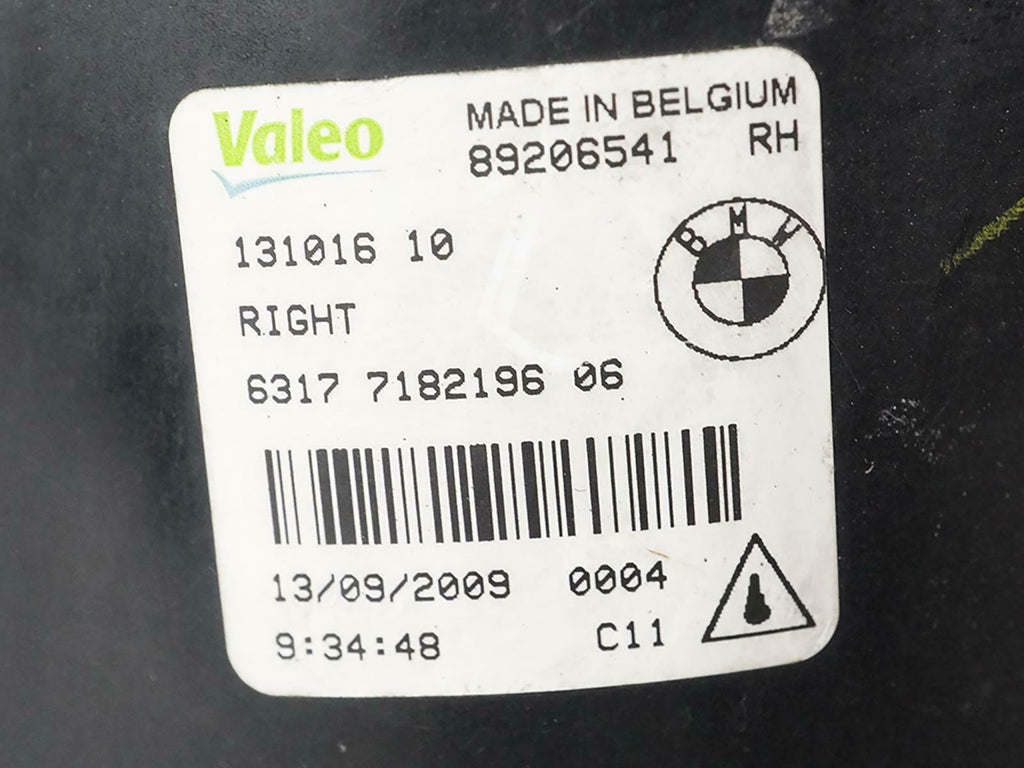 Valeo
MADE IN BELGIUM
89206541 RH
BMW
131016 10
RIGHT
6317 7182196 06
13/09/2009 0004
9:34:48 C11